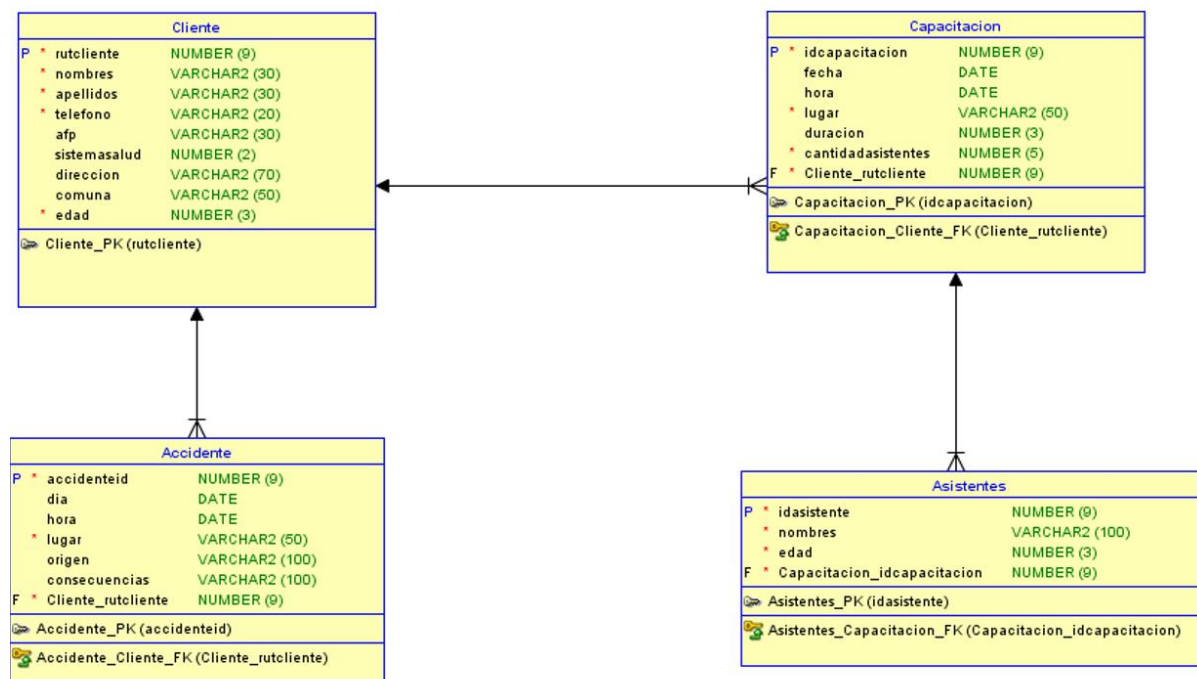 Cliente
P * rutcliente NUMBER (9)
* nombres VARCHAR2 (30)
* apellidos VARCHAR2 (30)
* telefono VARCHAR2 (20)
afp VARCHAR2 (30)
sistemasalud NUMBER (2)
direccion VARCHAR2 (70)
comuna VARCHAR2 (50)
* edad NUMBER (3)
Cliente_PK (rutcliente)
Capacitacion
P * idcapacitacion NUMBER (9)
fecha DATE
hora DATE
* lugar VARCHAR2 (50)
duracion NUMBER (3)
* cantidadasistentes NUMBER (5)
F * Cliente_rutcliente NUMBER (9)
Capacitacion_PK (idcapacitacion)
Capacitacion_Cliente_FK (Cliente_rutcliente)
Accidente
P * accidenteid NUMBER (9)
dia DATE
hora DATE
* lugar VARCHAR2 (50)
origen VARCHAR2 (100)
consecuencias VARCHAR2 (100)
F * Cliente_rutcliente NUMBER (9)
Accidente_PK (accidenteid)
Accidente_Cliente_FK (Cliente_rutcliente)
Asistentes
P * idasistente NUMBER (9)
* nombres VARCHAR2 (100)
* edad NUMBER (3)
F * Capacitacion_idcapacitacion NUMBER (9)
Asistentes_PK (idasistente)
Asistentes_Capacitacion_FK (Capacitacion_idcapacitacion)